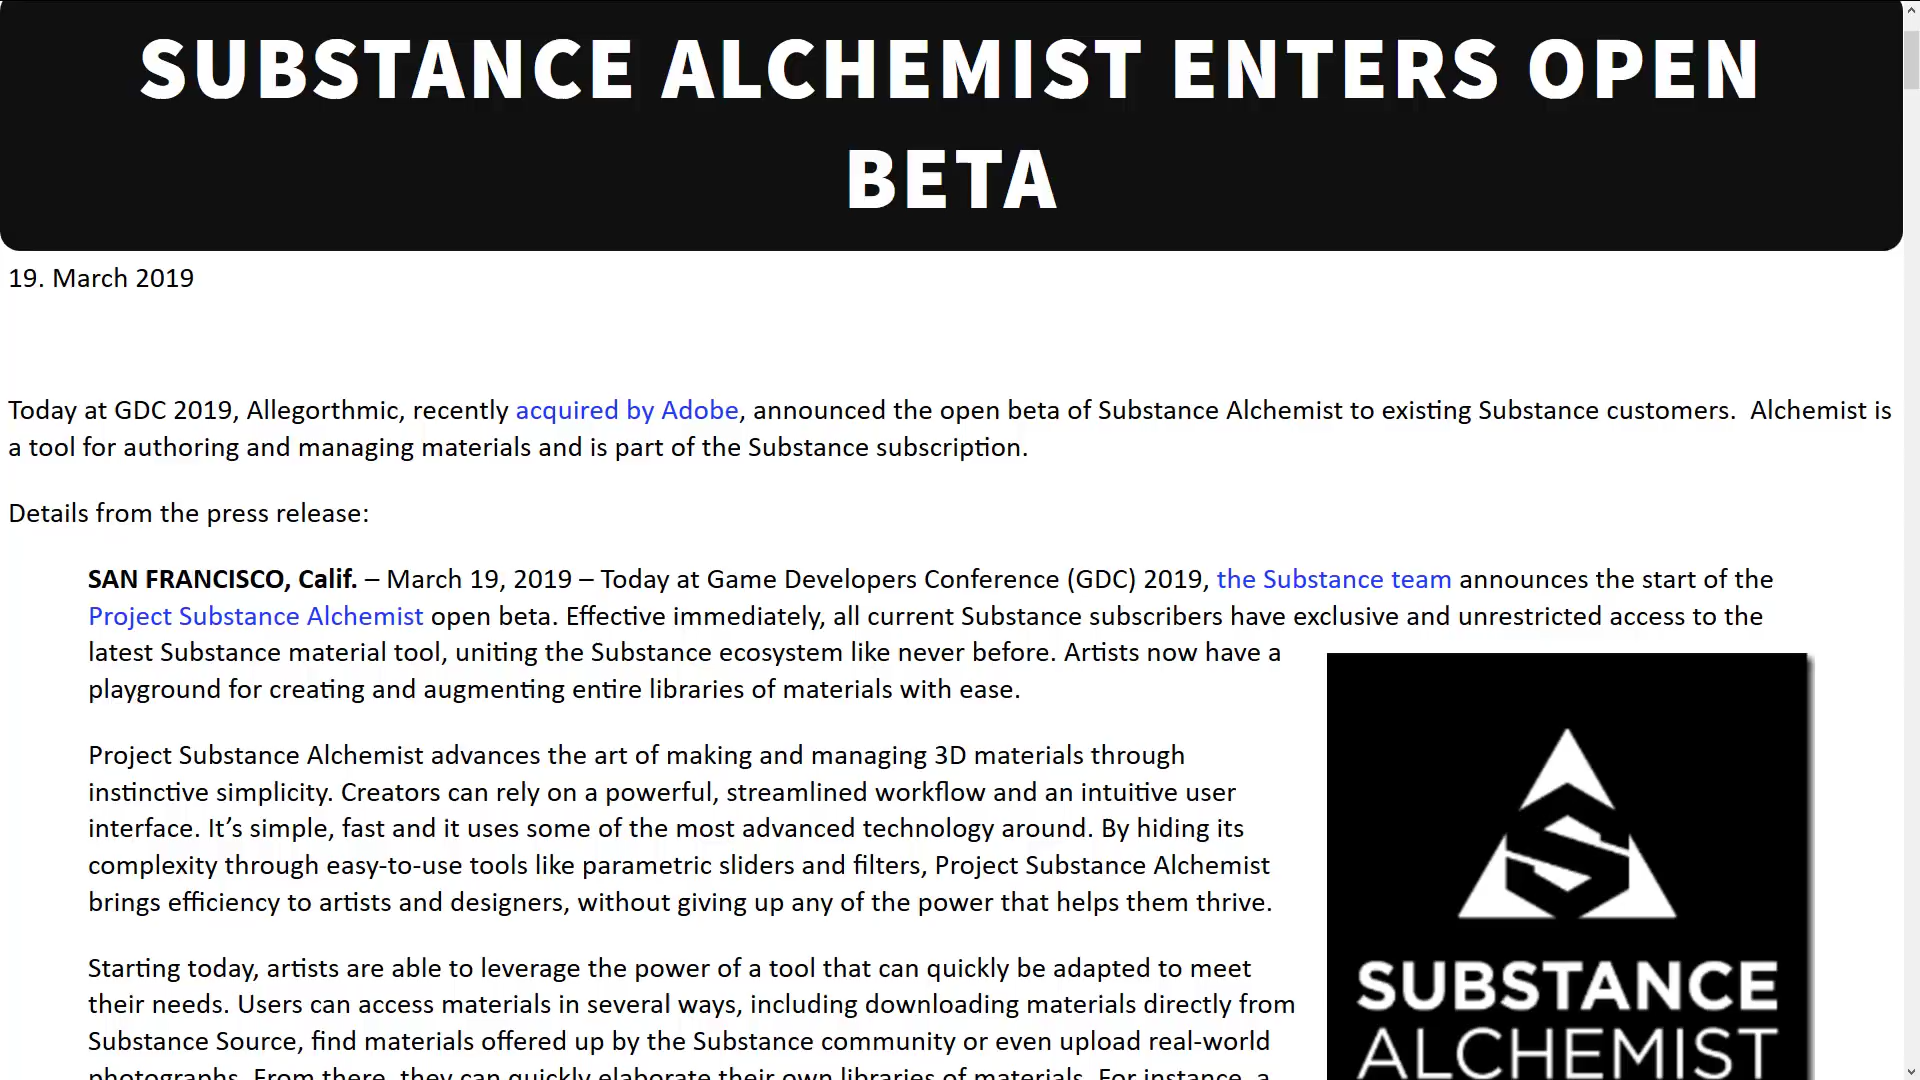 SUBSTANCE ALCHEMIST ENTERS OPEN
BETA
19. March 2019
Today at GDC 2019, Allegorthmic, recently acquired by Adobe, announced the open beta of Substance Alchemist to existing Substance customers.  Alchemist is
a tool for authoring and managing materials and is part of the Substance subscription.
Details from the press release:
SAN FRANCISCO, Calif. – March 19, 2019 – Today at Game Developers Conference (GDC) 2019, the Substance team announces the start of the
Project Substance Alchemist open beta. Effective immediately, all current Substance subscribers have exclusive and unrestricted access to the
latest Substance material tool, uniting the Substance ecosystem like never before. Artists now have a
playground for creating and augmenting entire libraries of materials with ease.
Project Substance Alchemist advances the art of making and managing 3D materials through
instinctive simplicity. Creators can rely on a powerful, streamlined workflow and an intuitive user
interface. It’s simple, fast and it uses some of the most advanced technology around. By hiding its
complexity through easy-to-use tools like parametric sliders and filters, Project Substance Alchemist
brings efficiency to artists and designers, without giving up any of the power that helps them thrive.
Starting today, artists are able to leverage the power of a tool that can quickly be adapted to meet
their needs. Users can access materials in several ways, including downloading materials directly from
Substance Source, find materials offered up by the Substance community or even upload real-world
photographs. From there, they can quickly elaborate their own libraries of materials. For instance, a
SUBSTANCE
ALCHEMIST